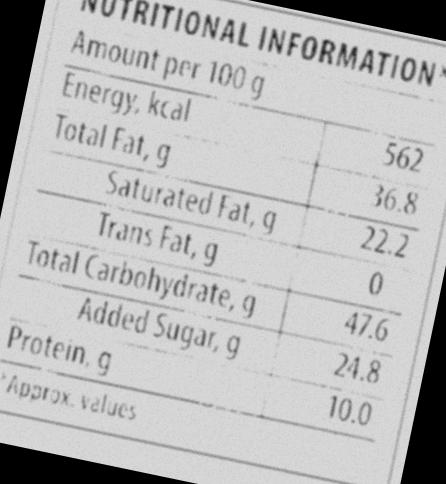 NUTRITIONAL INFORMATION*
Amount per 100 g
Energy, kcal 562
Total Fat, g 36.8
Saturated Fat, g 22.2
Trans Fat, g 0
Total Carbohydrate, g 47.6
Added Sugar, g 24.8
Protein, g 10.0
*Approx. values